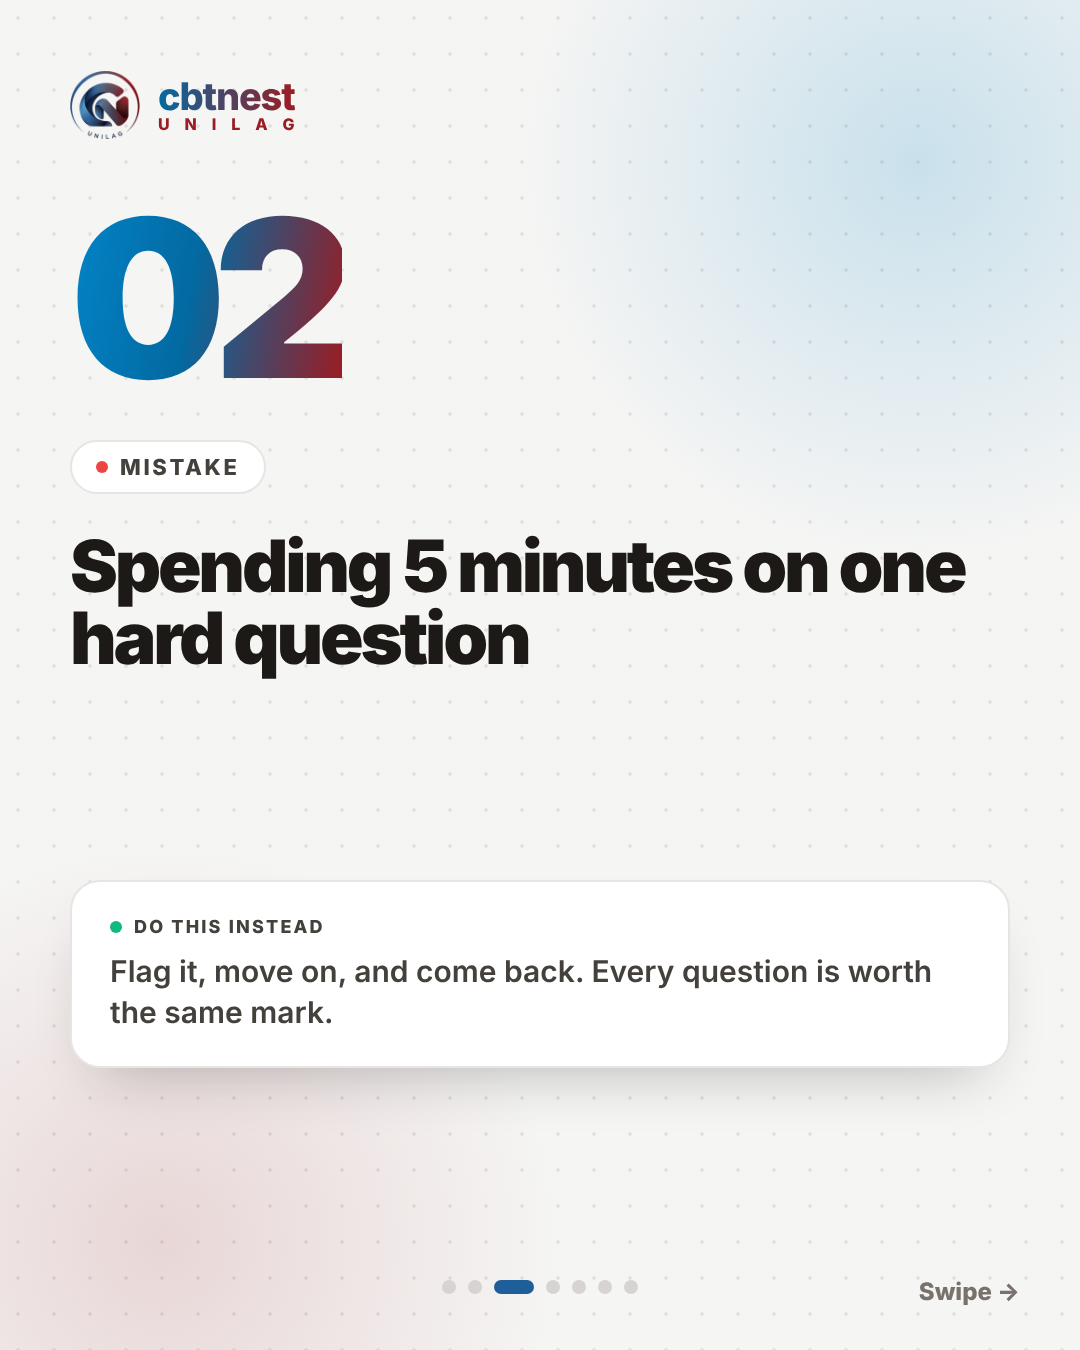 cbtnest
UNILAG
UNILAG
02
MISTAKE
Spending 5 minutes on one
hard question
DO THIS INSTEAD
Flag it, move on, and come back. Every question is worth
the same mark.
Swipe →